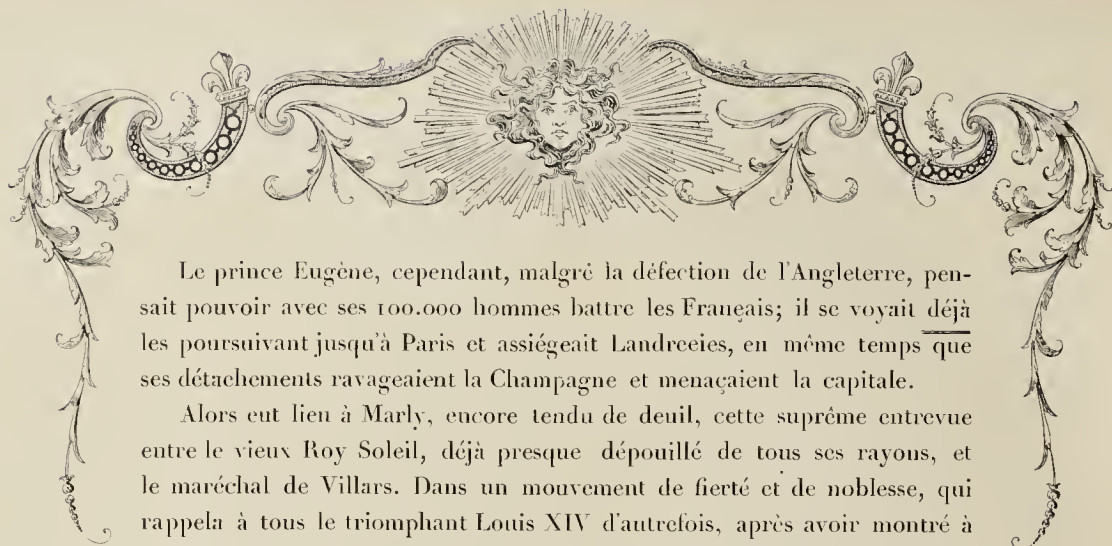 Le prince Eugène, cependant, malgré la défection de l'Angleterre, pen-
sait pouvoir avec ses 100.000 hommes battre les Français; il se voyait déjà
les poursuivant jusqu'à Paris et assiégeait Landrecies, en même temps que
ses détachements ravageaient la Champagne et menaçaient la capitale.
Alors eut lieu à Marly, encore tendu de deuil, cette suprême entrevue
entre le vieux Roy Soleil, déjà presque dépouillé de tous ses rayons, et
le maréchal de Villars. Dans un mouvement de fierté et de noblesse, qui
rappela à tous le triomphant Louis XIV d'autrefois, après avoir montré à